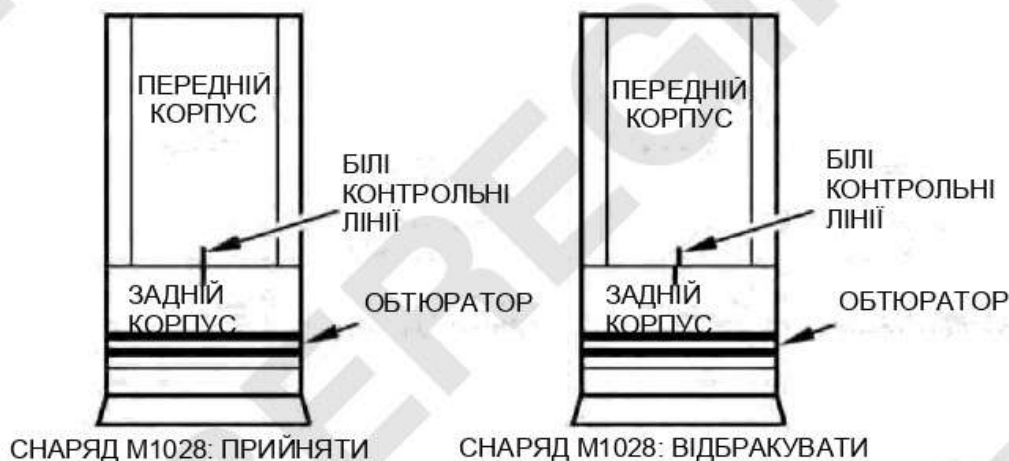 ПЕРЕДНІЙ
КОРПУС
БІЛІ
КОНТРОЛЬНІ
ЛІНІЇ
ЗАДНІЙ
КОРПУС
ОБТЮРАТОР
СНАРЯД М1028: ПРИЙНЯТИ
ПЕРЕДНІЙ
КОРПУС
БІЛІ
КОНТРОЛЬНІ
ЛІНІЇ
ЗАДНІЙ
КОРПУС
ОБТЮРАТОР
СНАРЯД М1028: ВІДБРАКУВАТИ